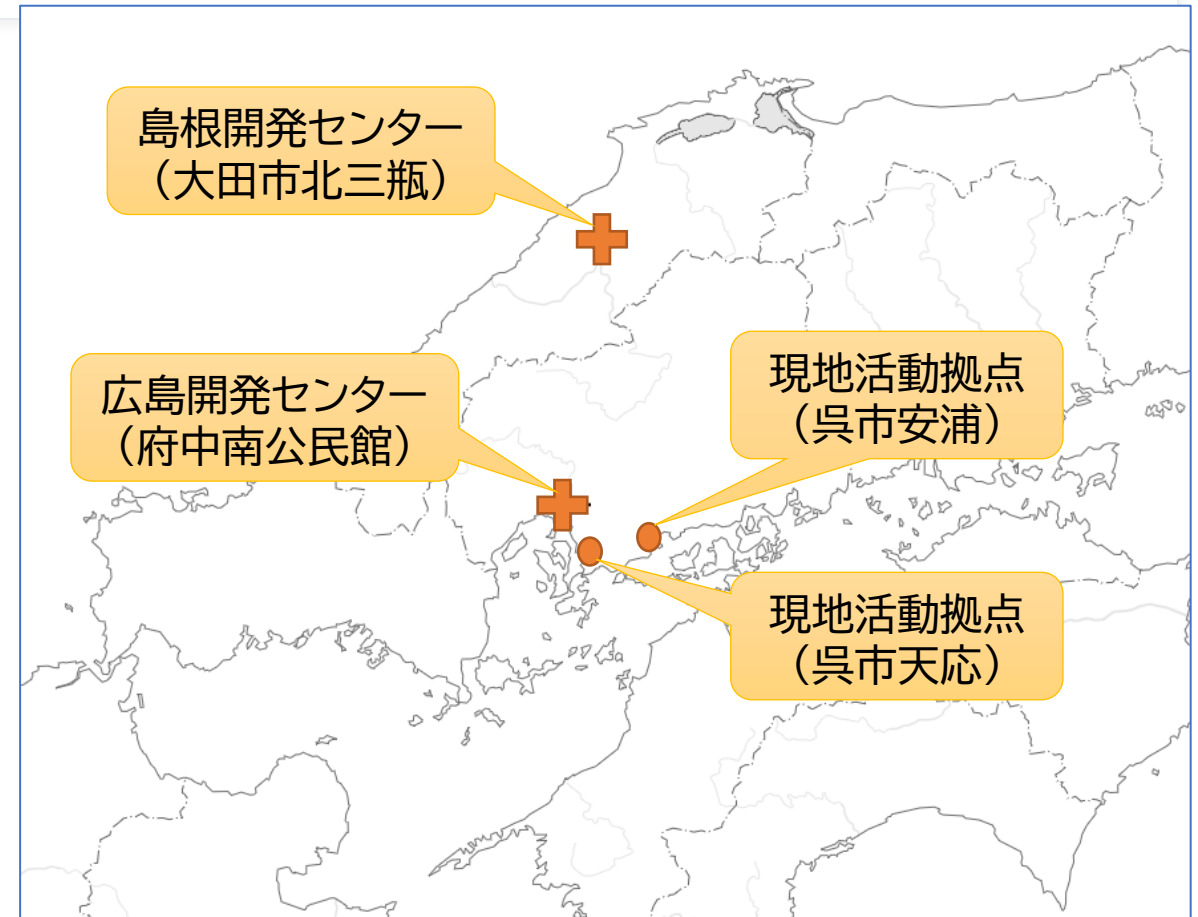 島根開発センター
（大田市北三瓶）
広島開発センター
（府中南公民館）
現地活動拠点
（呉市安浦）
現地活動拠点
（呉市天応）